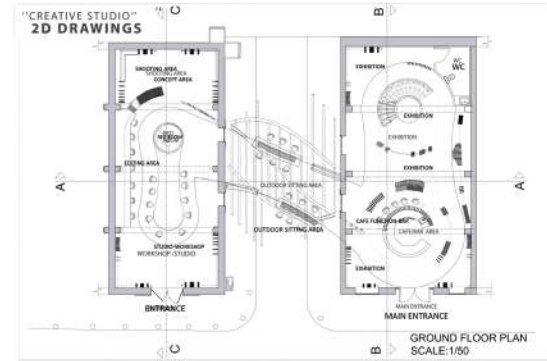 "CREATIVE STUDIO"
2D DRAWINGS
C
B
SHOOTING AREA
SHOOTING AREA
CONCEPT AREA
EXHIBITION
WC
WC
EXHIBITION
EXHIBITION
EDITING AREA
EXHIBITION
A
A
OUTDOOR SITTING AREA
CAFE FUNCTION BAR
CAFE/BAR AREA
OUTDOOR SITTING AREA
STUDIO-WORKSHOP
WORKSHOP /STUDIO
EXHIBITION
ENTRANCE
MAIN ENTRANCE
MAIN ENTRANCE
GROUND FLOOR PLAN
SCALE:1/50
C
B